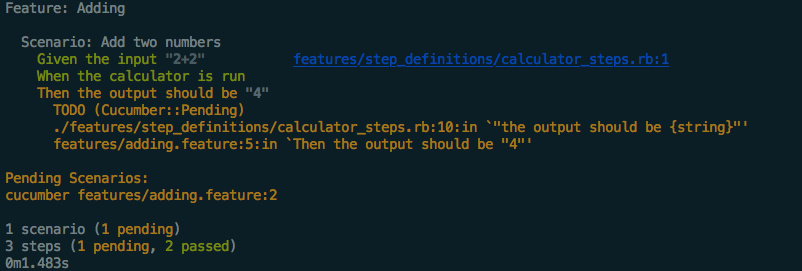 Feature: Adding
Scenario: Add two numbers
Given the input "2+2" features/step_definitions/calculator_steps.rb:1
When the calculator is run
Then the output should be "4"
TODO (Cucumber::Pending)
./features/step_definitions/calculator_steps.rb:10:in `"the output should be {string}"'
features/adding.feature:5:in `Then the output should be "4"'
Pending Scenarios:
cucumber features/adding.feature:2
1 scenario (1 pending)
3 steps (1 pending, 2 passed)
0m1.483s